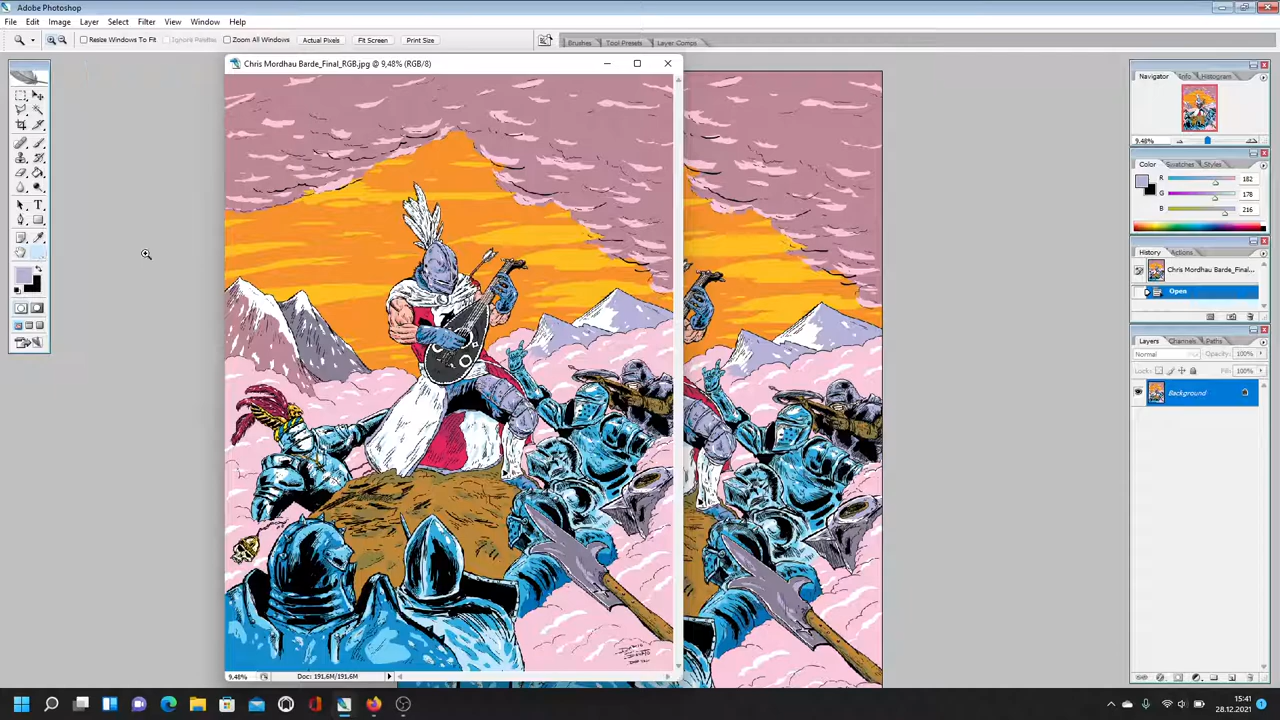 Adobe Photoshop
File Edit Image Layer Select Filter View Window Help
Resize Windows To Fit Ignore Palettes Zoom All Windows Actual Pixels Fit Screen Print Size
Brushes Tool Presets Layer Comps
Chris Mordhau Barde_Final_RGB.jpg @ 9,48% (RGB/8)
Navigator Info Histogram
9.48%
Color Swatches Styles
R 182
G 178
B 216
History Actions
Chris Mordhau Barde_Final...
Open
Layers Channels Paths
Normal Opacity: 100%
Lock: Fill: 100%
Background
9.48% Doc: 191.6M/191.6M
15:41
28.12.2021